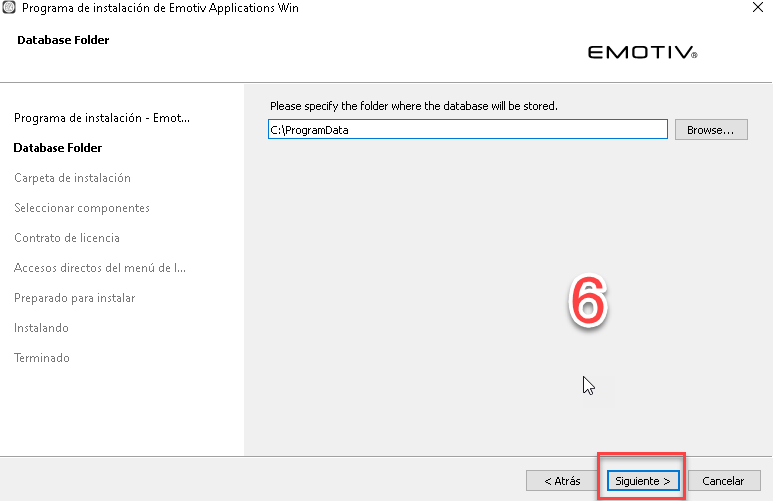 Programa de instalación de Emotiv Applications Win
Database Folder
EMOTIV®
Programa de instalación - Emot...
Database Folder
Carpeta de instalación
Seleccionar componentes
Contrato de licencia
Accesos directos del menú de l...
Preparado para instalar
Instalando
Terminado
Please specify the folder where the database will be stored.
C:\ProgramData
Browse...
6
< Atrás
Siguiente >
Cancelar